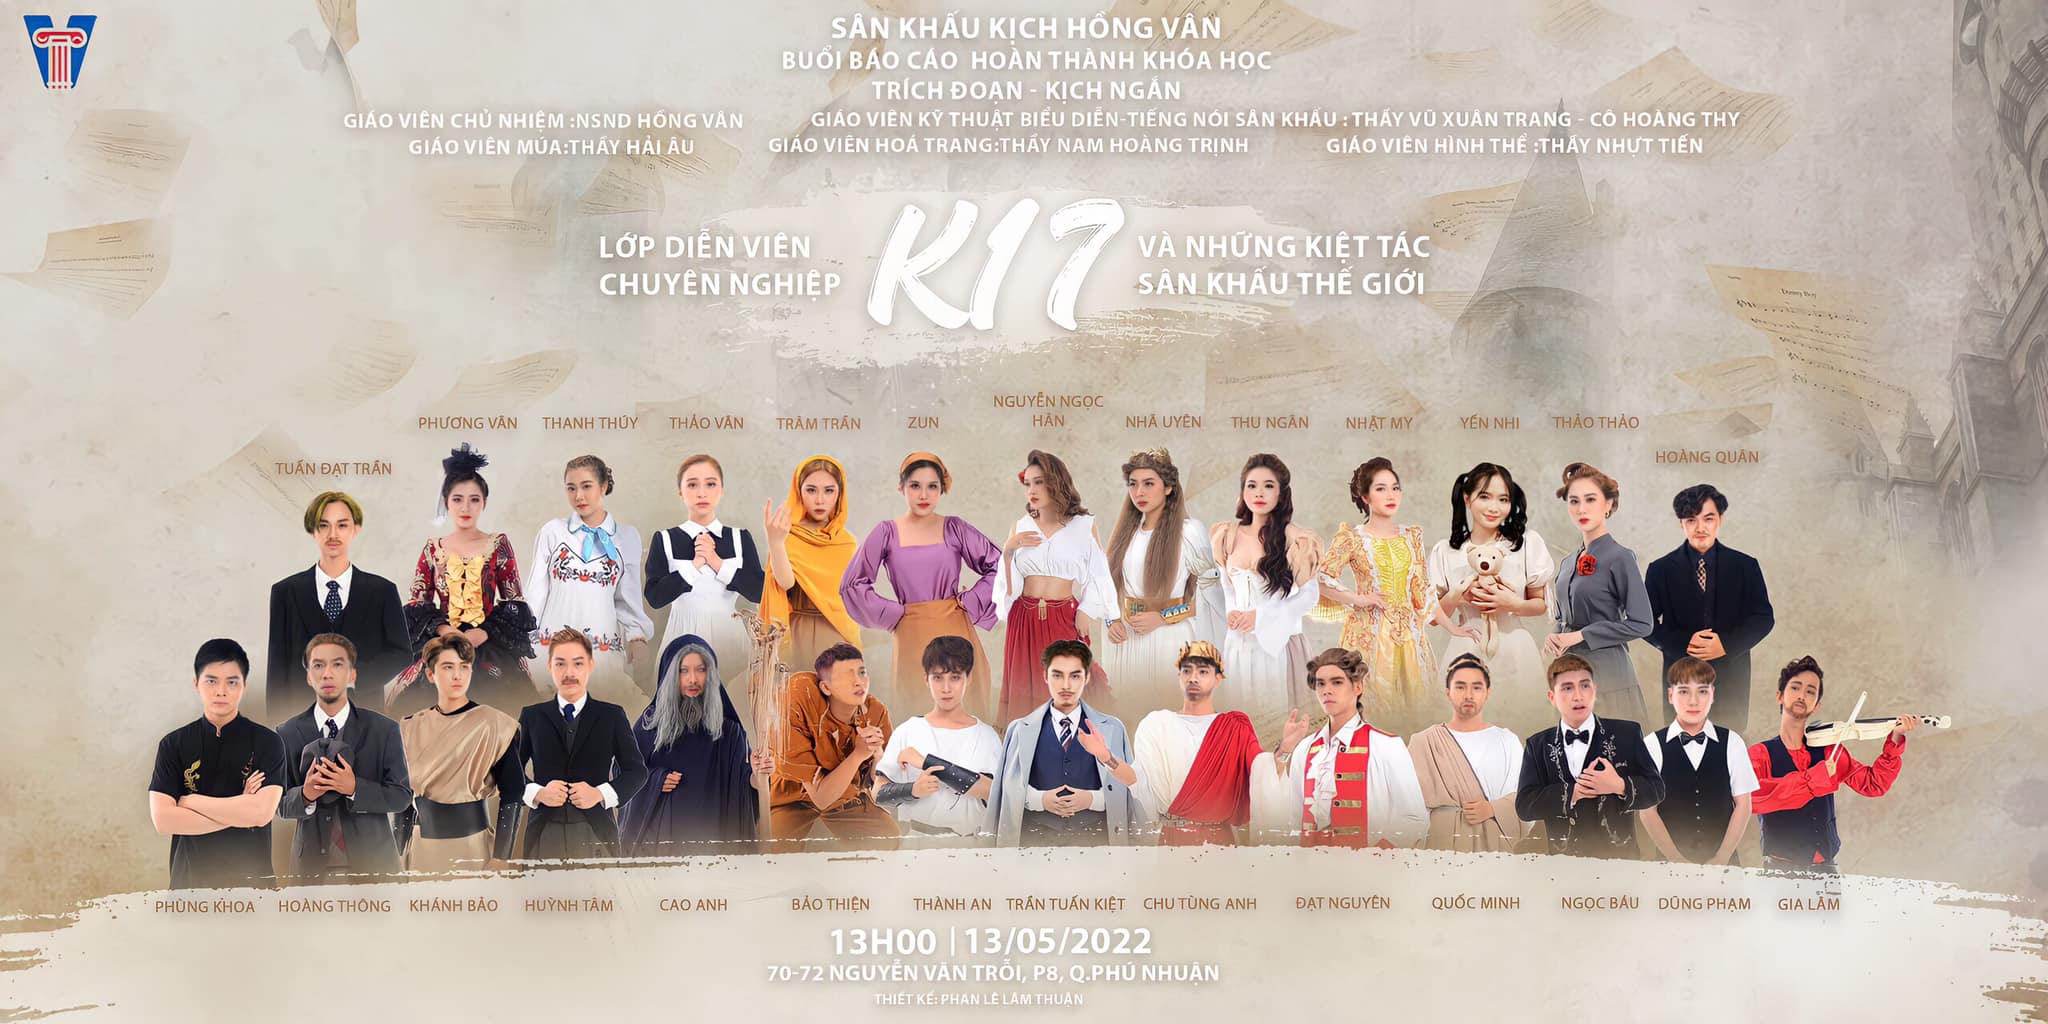 SÂN KHẤU KỊCH HỒNG VÂN
BUỔI BÁO CÁO HOÀN THÀNH KHÓA HỌC
TRÍCH ĐOẠN - KỊCH NGẮN
GIÁO VIÊN CHỦ NHIỆM :NSND HỒNG VÂN
GIÁO VIÊN KỸ THUẬT BIỂU DIỄN-TIẾNG NÓI SÂN KHẤU : THẦY VŨ XUÂN TRANG - CÔ HOÀNG THY
GIÁO VIÊN MÚA:THẦY HẢI ÂU
GIÁO VIÊN HOÁ TRANG:THẦY NAM HOÀNG TRỊNH
GIÁO VIÊN HÌNH THỂ :THẦY NHỰT TIẾN
LỚP DIỄN VIÊN
CHUYÊN NGHIỆP
K17
VÀ NHỮNG KIỆT TÁC
SÂN KHẤU THẾ GIỚI
Danny Boy
TUẤN ĐẠT TRẦN
PHƯƠNG VÂN
THANH THÚY
THẢO VÂN
TRÂM TRẦN
ZUN
NGUYỄN NGỌC
HÂN
NHÃ UYÊN
THU NGÂN
NHẬT MY
YẾN NHI
THẢO THẢO
HOÀNG QUÂN
PHÙNG KHOA
HOÀNG THÔNG
KHÁNH BẢO
HUỲNH TÂM
CAO ANH
BẢO THIỆN
THÀNH AN
TRẦN TUẤN KIỆT
CHU TÙNG ANH
ĐẠT NGUYÊN
QUỐC MINH
NGỌC BÁU
DŨNG PHẠM
GIA LÂM
13H00 | 13/05/2022
70-72 NGUYỄN VĂN TRỖI, P8, Q.PHÚ NHUẬN
THIẾT KẾ: PHAN LÊ LÂM THUẬN